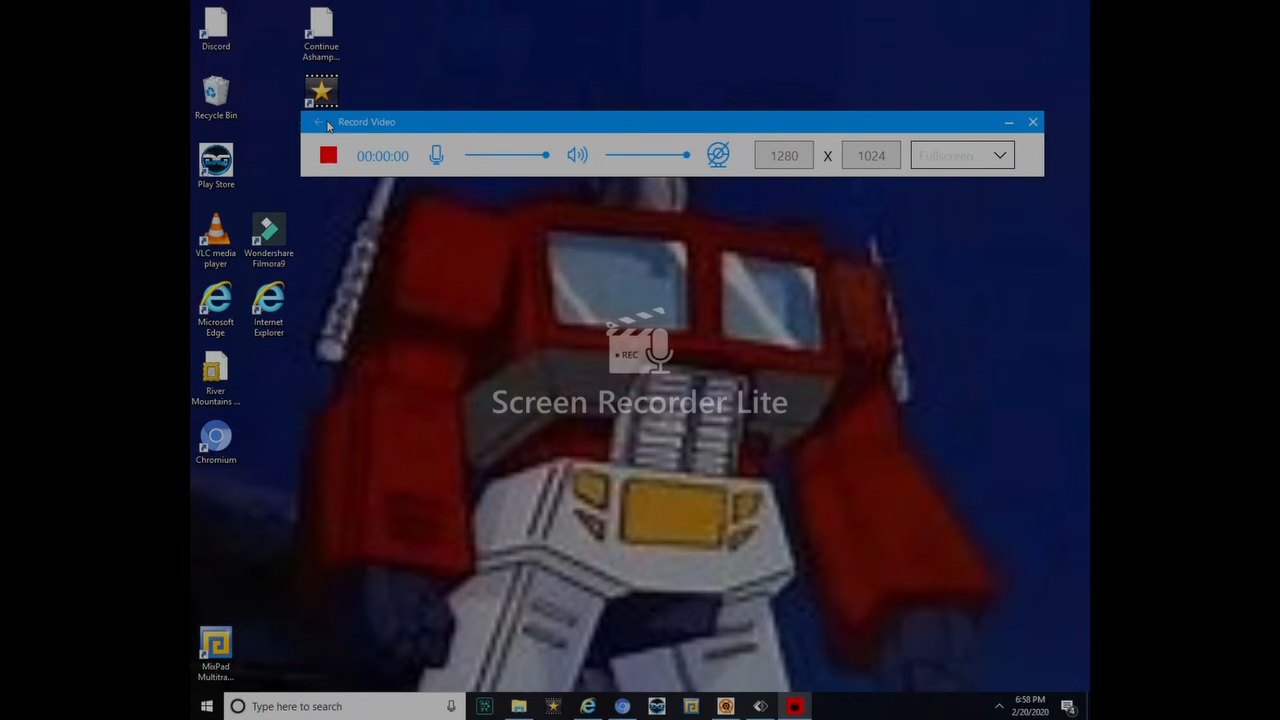 Discord
Continue
Ashamp...
Recycle Bin
Record Video
00:00:00
1280
X
1024
Fullscreen
Play Store
VLC media
player
Wondershare
Filmora9
Microsoft
Edge
Internet
Explorer
• REC
Screen Recorder Lite
River
Mountains ...
Chromium
MixPad
Multitra...
Type here to search
6:58 PM
2/20/2020
4